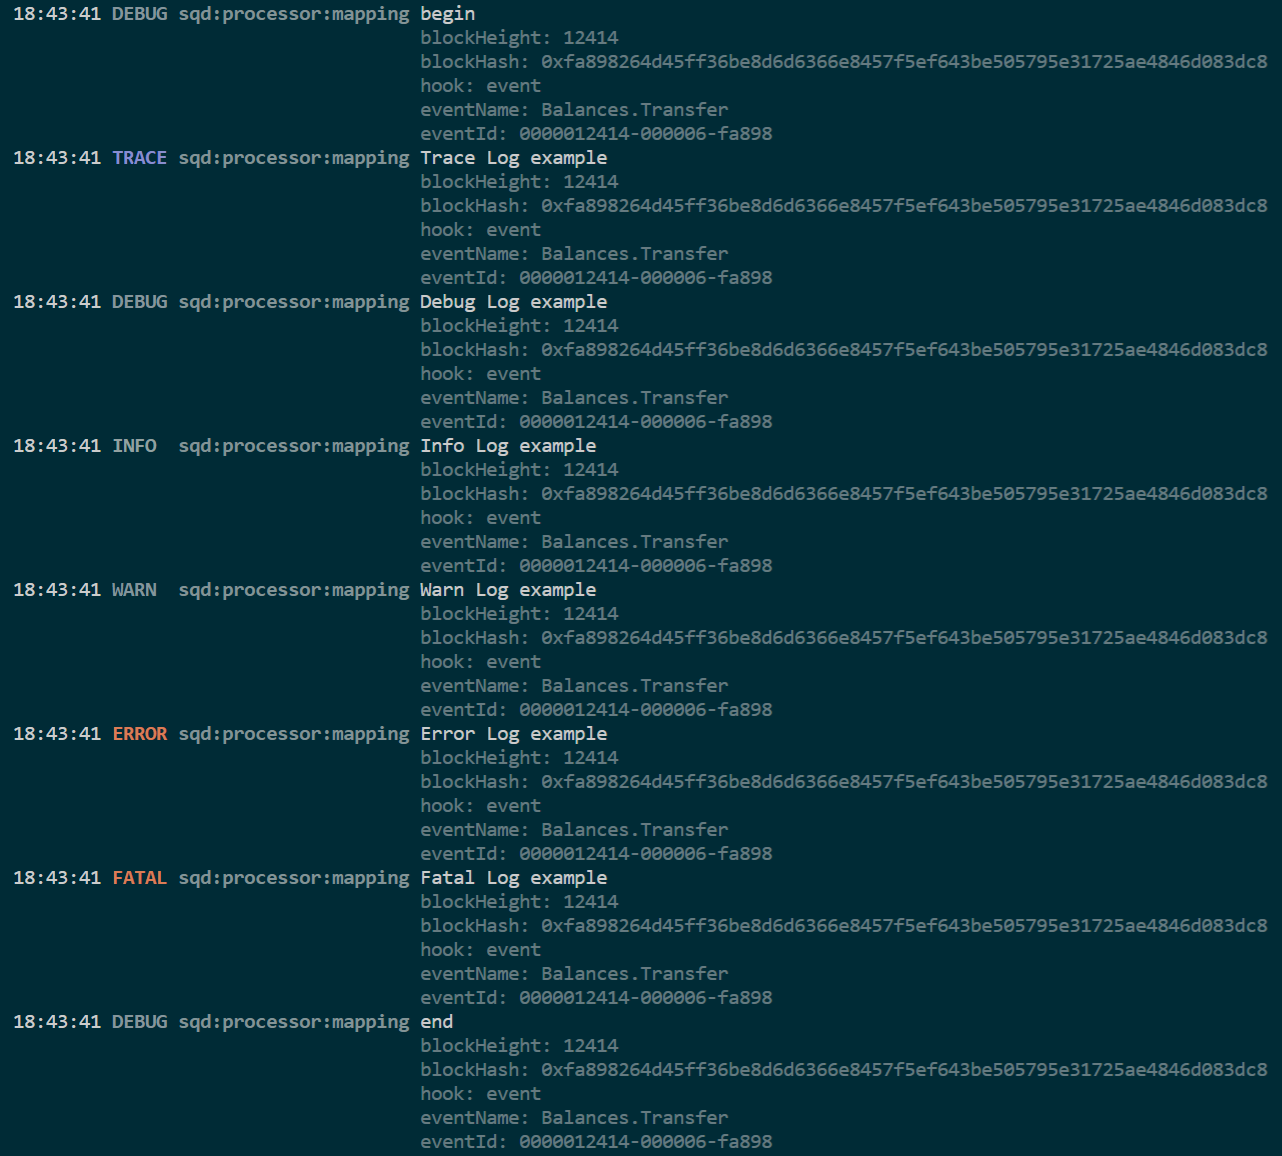 18:43:41 DEBUG sqd:processor:mapping begin
blockHeight: 12414
blockHash: 0xfa898264d45ff36be8d6d6366e8457f5ef643be505795e31725ae4846d083dc8
hook: event
eventName: Balances.Transfer
eventId: 0000012414-000006-fa898
18:43:41 TRACE sqd:processor:mapping Trace Log example
blockHeight: 12414
blockHash: 0xfa898264d45ff36be8d6d6366e8457f5ef643be505795e31725ae4846d083dc8
hook: event
eventName: Balances.Transfer
eventId: 0000012414-000006-fa898
18:43:41 DEBUG sqd:processor:mapping Debug Log example
blockHeight: 12414
blockHash: 0xfa898264d45ff36be8d6d6366e8457f5ef643be505795e31725ae4846d083dc8
hook: event
eventName: Balances.Transfer
eventId: 0000012414-000006-fa898
18:43:41 INFO  sqd:processor:mapping Info Log example
blockHeight: 12414
blockHash: 0xfa898264d45ff36be8d6d6366e8457f5ef643be505795e31725ae4846d083dc8
hook: event
eventName: Balances.Transfer
eventId: 0000012414-000006-fa898
18:43:41 WARN  sqd:processor:mapping Warn Log example
blockHeight: 12414
blockHash: 0xfa898264d45ff36be8d6d6366e8457f5ef643be505795e31725ae4846d083dc8
hook: event
eventName: Balances.Transfer
eventId: 0000012414-000006-fa898
18:43:41 ERROR sqd:processor:mapping Error Log example
blockHeight: 12414
blockHash: 0xfa898264d45ff36be8d6d6366e8457f5ef643be505795e31725ae4846d083dc8
hook: event
eventName: Balances.Transfer
eventId: 0000012414-000006-fa898
18:43:41 FATAL sqd:processor:mapping Fatal Log example
blockHeight: 12414
blockHash: 0xfa898264d45ff36be8d6d6366e8457f5ef643be505795e31725ae4846d083dc8
hook: event
eventName: Balances.Transfer
eventId: 0000012414-000006-fa898
18:43:41 DEBUG sqd:processor:mapping end
blockHeight: 12414
blockHash: 0xfa898264d45ff36be8d6d6366e8457f5ef643be505795e31725ae4846d083dc8
hook: event
eventName: Balances.Transfer
eventId: 0000012414-000006-fa898